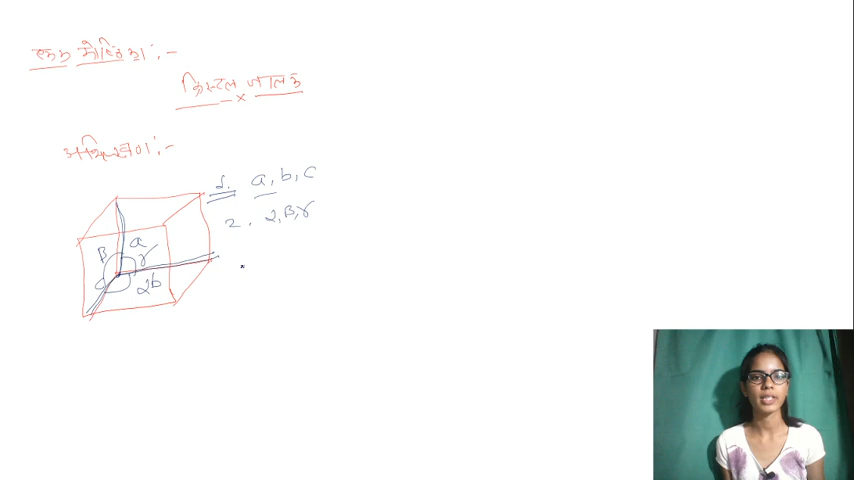 एकक कोष्ठिका :-
क्रिस्टल जालक
अभिलक्षण :-
1. a, b, c
2. α, β, γ
β a γ
c α b